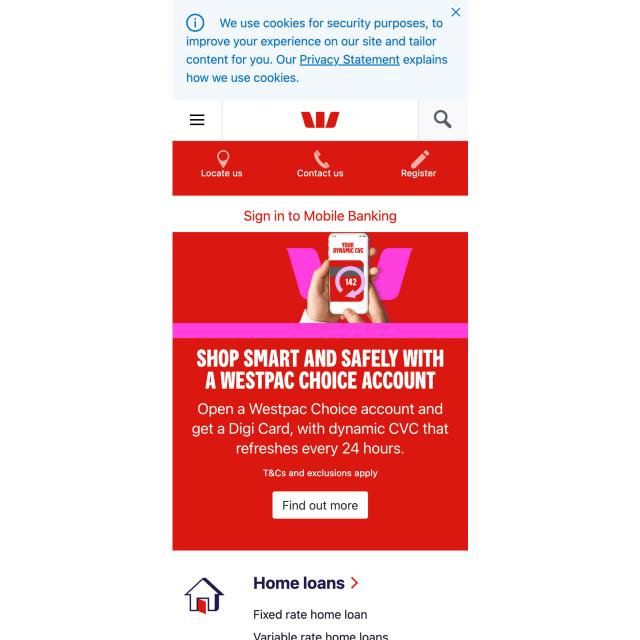 We use cookies for security purposes, to
improve your experience on our site and tailor
content for you. Our Privacy Statement explains
how we use cookies.
Locate us
Contact us
Register
Sign in to Mobile Banking
YOUR
DYNAMIC CVC
142
SHOP SMART AND SAFELY WITH
A WESTPAC CHOICE ACCOUNT
Open a Westpac Choice account and
get a Digi Card, with dynamic CVC that
refreshes every 24 hours.
T&Cs and exclusions apply
Find out more
Home loans
Fixed rate home loan
Variable rate home loans